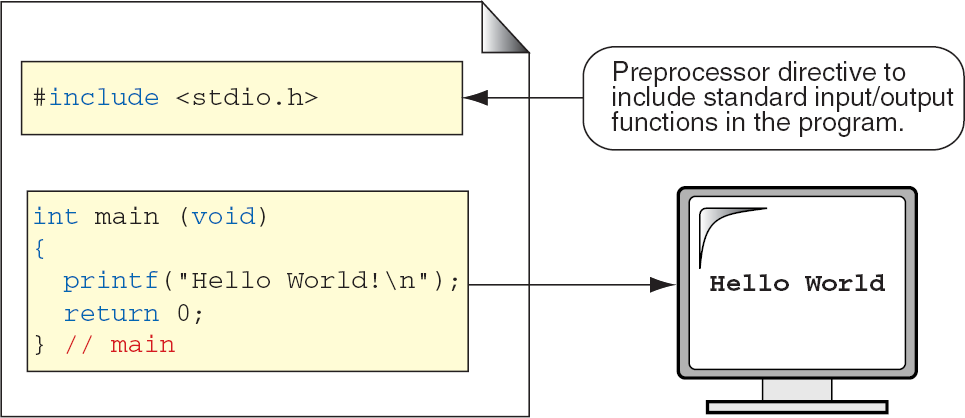 #include <stdio.h>
Preprocessor directive to
include standard input/output
functions in the program.
int main (void)
{
printf("Hello World!\n");
return 0;
} // main
Hello World